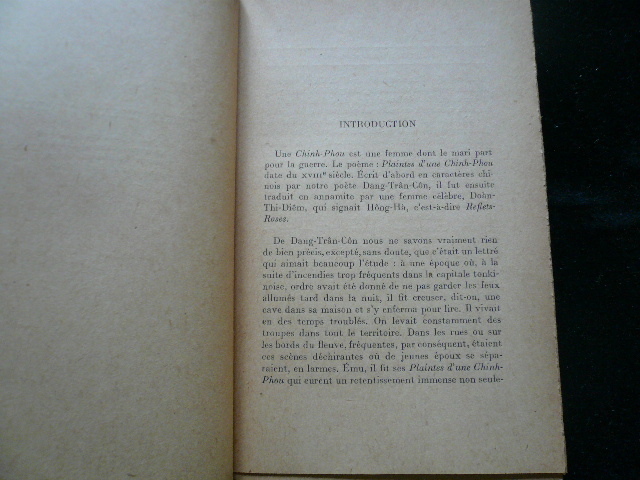 INTRODUCTION
Une Chinh-Phou est une femme dont le mari part
pour la guerre. Le poème : Plaintes d'une Chinh-Phou
date du XVIIIe siècle. Écrit d'abord en caractères chi-
nois par notre poète Dang-Trân-Côn, il fut ensuite
traduit en annamite par une femme célèbre, Doàn-
Thi-Diêm, qui signait Hông-Hà, c'est-à-dire Reflets-
Roses.
De Dang-Trân-Côn nous ne savons vraiment rien
de bien précis, excepté, sans doute, que c'était un lettré
qui aimait beaucoup l'étude : à une époque où, à la
suite d'incendies trop fréquents dans la capitale tonki-
noise, ordre avait été donné de ne pas garder les feux
allumés tard dans la nuit, il fit creuser, dit-on, une
cave dans sa maison et s'y enferma pour lire. Il vivait
en des temps troublés. On levait constamment des
troupes dans tout le territoire. Dans les rues ou sur
les bords du fleuve, fréquentes, par conséquent, étaient
ces scènes déchirantes où de jeunes époux se sépa-
raient, en larmes. Ému, il fit ses Plaintes d'une Chinh-
Phou qui eurent un retentissement immense non seule-